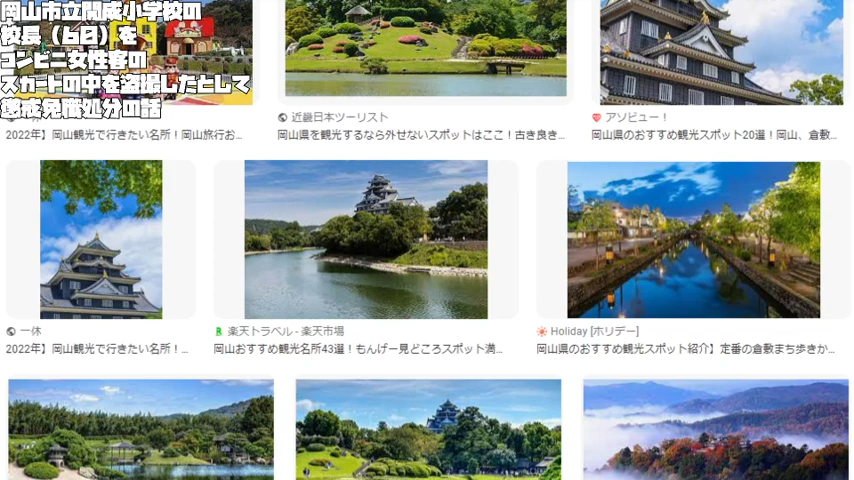 岡山市立開成小学校の
校長（60）を
コンビニ女性客の
スカートの中を盗撮したとして
懲戒免職処分の話
近畿日本ツーリスト
アソビュー！
2022年】岡山観光で行きたい名所！岡山旅行お...
岡山県を観光するなら外せないスポットはここ！古き良き...
岡山県のおすすめ観光スポット20選！岡山、倉敷...
一休
楽天トラベル - 楽天市場
Holiday [ホリデー]
2022年】岡山観光で行きたい名所！...
岡山おすすめ観光名所43選！もんげー見どころスポット満...
岡山県のおすすめ観光スポット紹介】定番の倉敷まち歩きか...